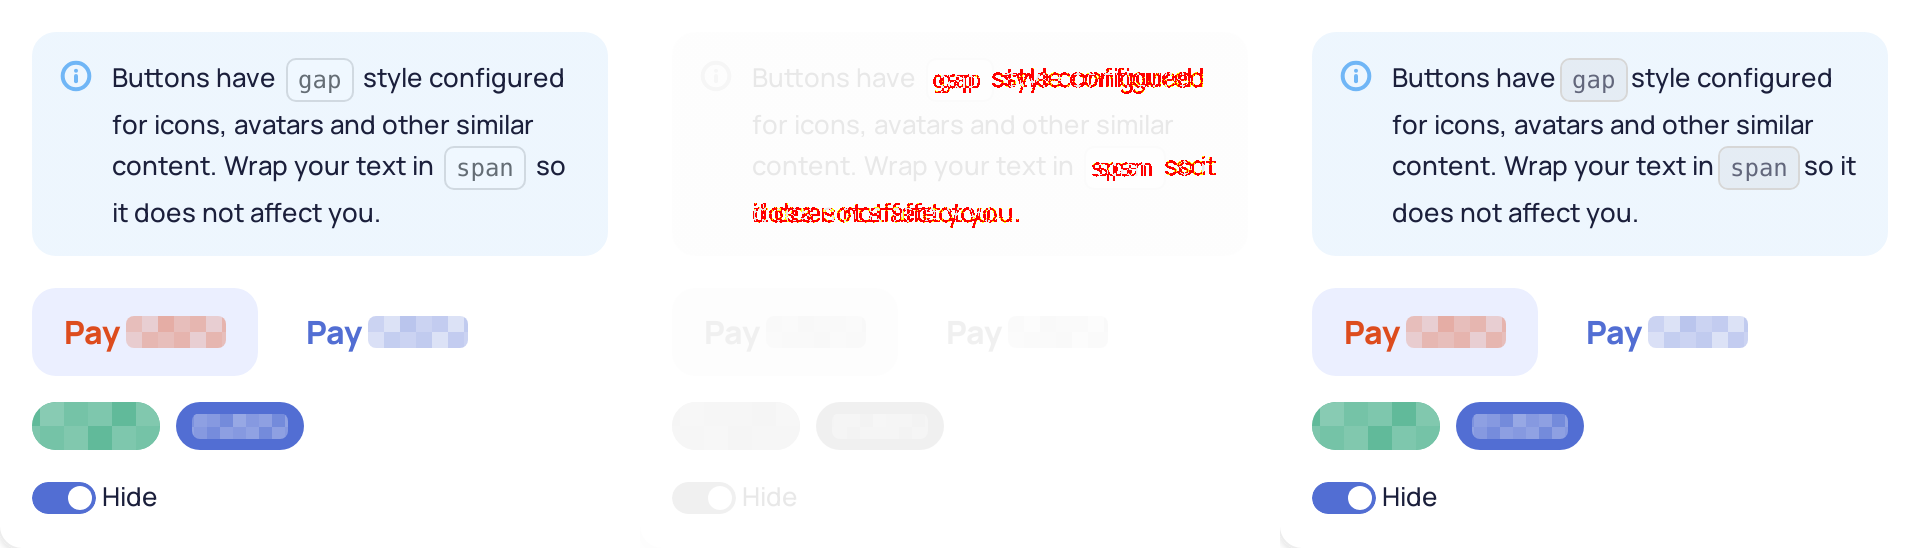 Buttons have gap style configured
for icons, avatars and other similar
content. Wrap your text in span so
it does not affect you.
Pay
Pay
Hide
Buttons have
for icons, avatars and other similar
content. Wrap your text in
Pay
Pay
Hide
Buttons have gap style configured
for icons, avatars and other similar
content. Wrap your text in span so it
does not affect you.
Pay
Pay
Hide